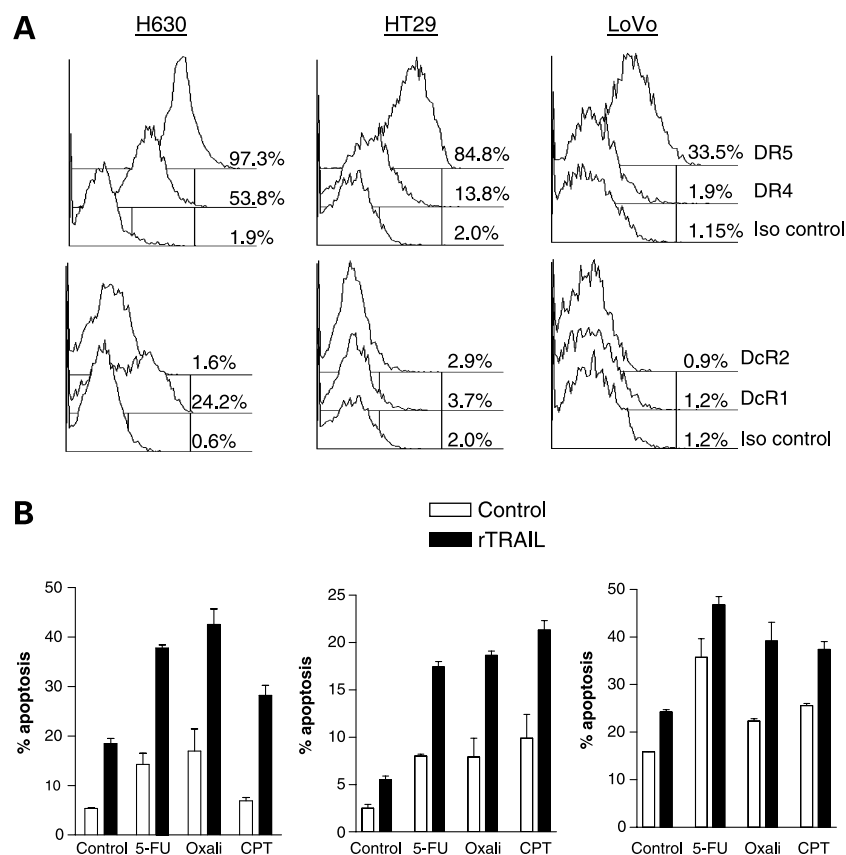 A
H630 HT29 LoVo
97.3% 84.8% 33.5% DR5
53.8% 13.8% 1.9% DR4
1.9% 2.0% 1.15% Iso control
1.6% 2.9% 0.9% DcR2
24.2% 3.7% 1.2% DcR1
0.6% 2.0% 1.2% Iso control
B
Control
rTRAIL
% apoptosis
50
40
30
20
10
0
Control 5-FU Oxali CPT
% apoptosis
25
20
15
10
5
0
Control 5-FU Oxali CPT
% apoptosis
50
40
30
20
10
0
Control 5-FU Oxali CPT